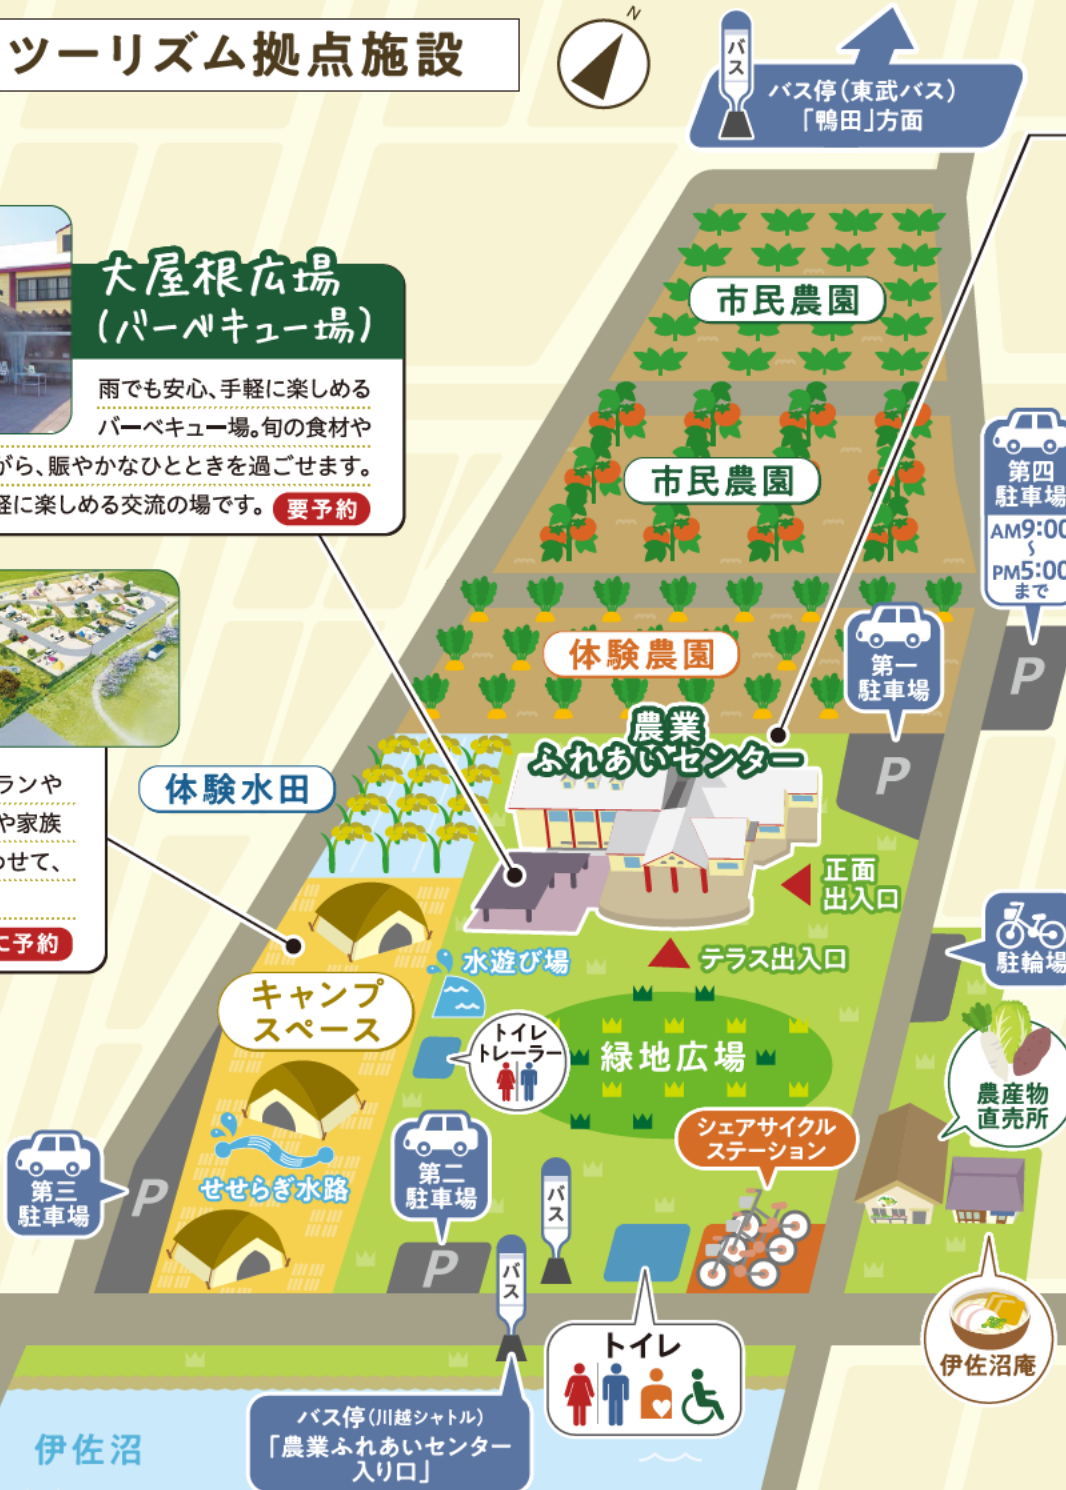 ツーリズム拠点施設
N
バス
バス停(東武バス)
「鴨田」方面
大屋根広場
(バーベキュー場)
雨でも安心、手軽に楽しめる
バーベキュー場。旬の食材や
がら、賑やかなひとときを過ごせます。
軽に楽しめる交流の場です。 要予約
市民農園
市民農園
第四
駐車場
AM9:00
〜
PM5:00
まで
P
体験農園
第一
駐車場
P
農業
ふれあいセンター
体験水田
ランや
や家族
わせて、
に予約
正面
出入口
テラス出入口
水遊び場
キャンプ
スペース
トイレ
トレーラー
緑地広場
駐輪場
農産物
直売所
シェアサイクル
ステーション
せせらぎ水路
第三
駐車場
P
第二
駐車場
P
バス
バス
トイレ
伊佐沼庵
バス停(川越シャトル)
「農業ふれあいセンター
入り口」
伊佐沼